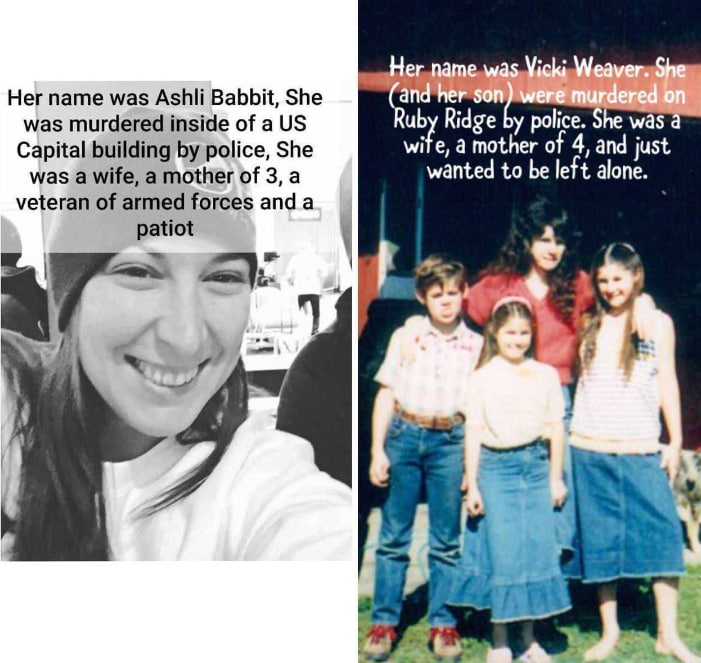 Her name was Ashli Babbit, She
was murdered inside of a US
Capital building by police, She
was a wife, a mother of 3, a
veteran of armed forces and a
patiot
Her name was Vicki Weaver. She
(and her son) were murdered on
Ruby Ridge by police. She was a
wife, a mother of 4, and just
wanted to be left alone.